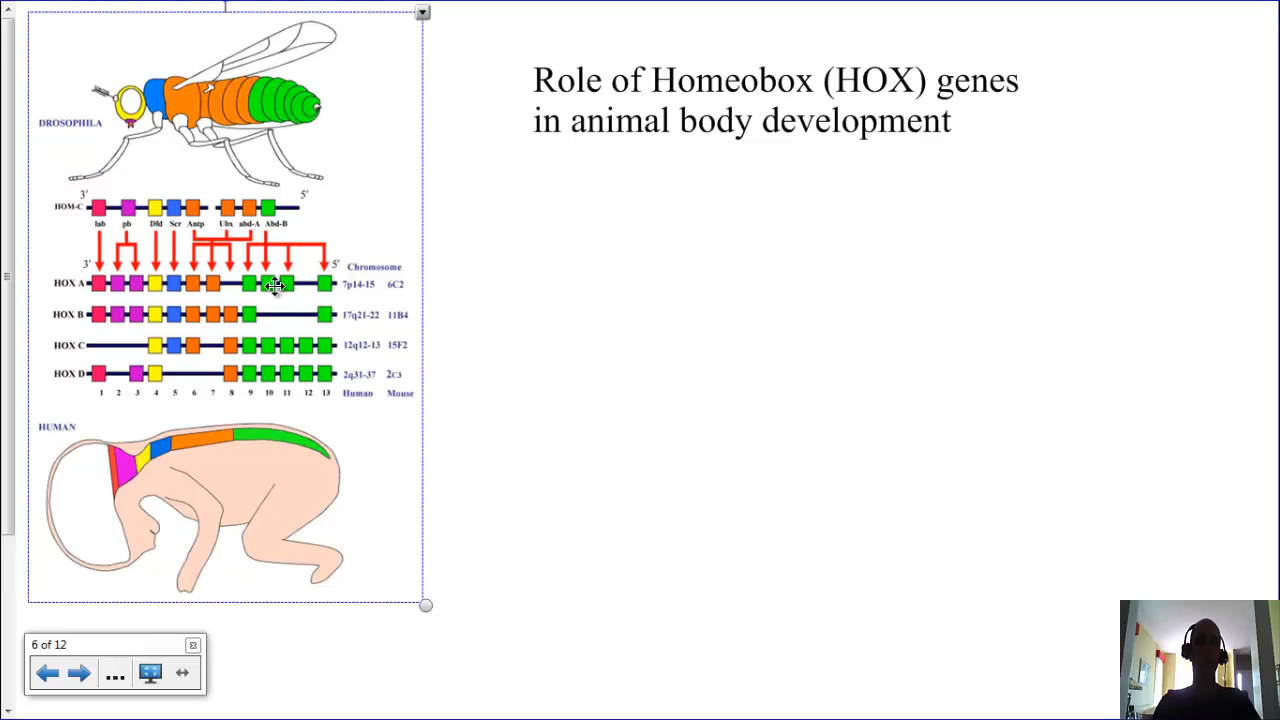 Role of Homeobox (HOX) genes
in animal body development
DROSOPHILA
3' 5'
HOM-C
lab pb Dfd Scr Antp Ubx abd-A Abd-B
3' 5' Chromosome
HOX A 7p14-15 6C2
HOX B 17q21-22 11B4
HOX C 12q12-13 15F2
HOX D 2q31-37 2C3
1 2 3 4 5 6 7 8 9 10 11 12 13 Human Mouse
HUMAN
6 of 12
...